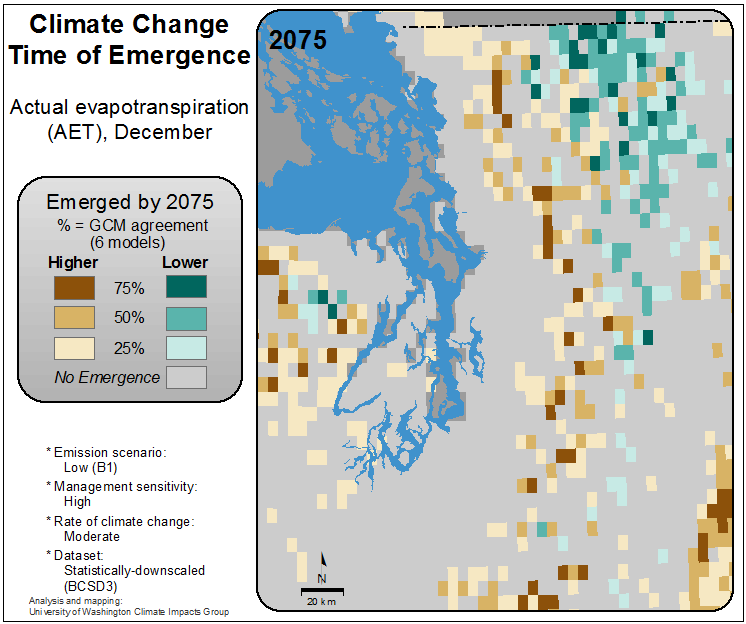 Climate Change
Time of Emergence
Actual evapotranspiration
(AET), December
Emerged by 2075
% = GCM agreement
(6 models)
Higher Lower
75%
50%
25%
No Emergence
* Emission scenario:
Low (B1)
* Management sensitivity:
High
* Rate of climate change:
Moderate
* Dataset:
Statistically-downscaled
(BCSD3)
Analysis and mapping:
University of Washington Climate Impacts Group
2075
N
20 km